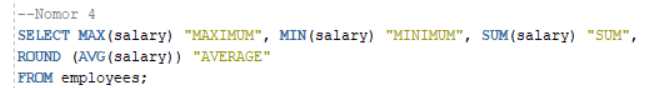 --Nomor 4
SELECT MAX(salary) "MAXIMUM", MIN(salary) "MINIMUM", SUM(salary) "SUM",
ROUND (AVG(salary)) "AVERAGE"
FROM employees;